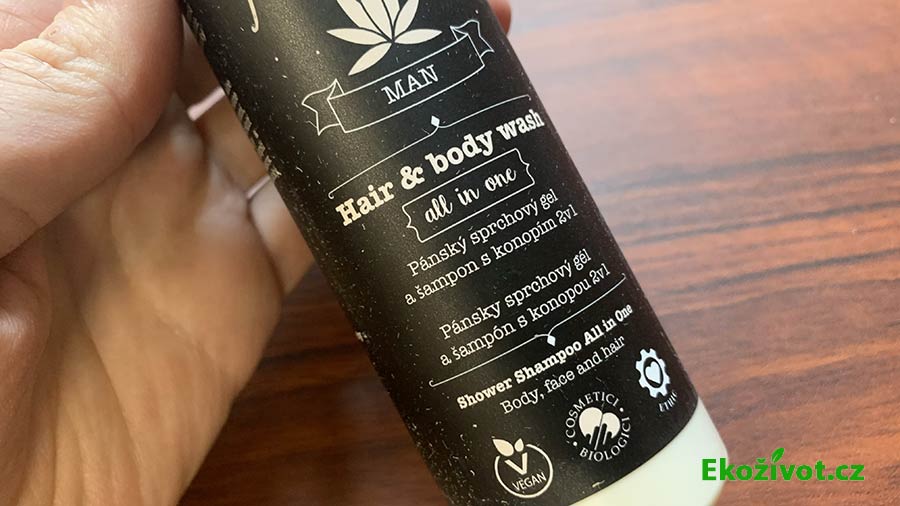 MAN
Hair & body wash
all in one
Pánský sprchový gel
a šampon s konopím 2v1
Pánsky sprchový gél
a šampón s konopou 2v1
Shower Shampoo All in One
Body, face and hair
VEGAN
COSMETICI
BIOLOGICI
ETHIC
Ekoživot.cz